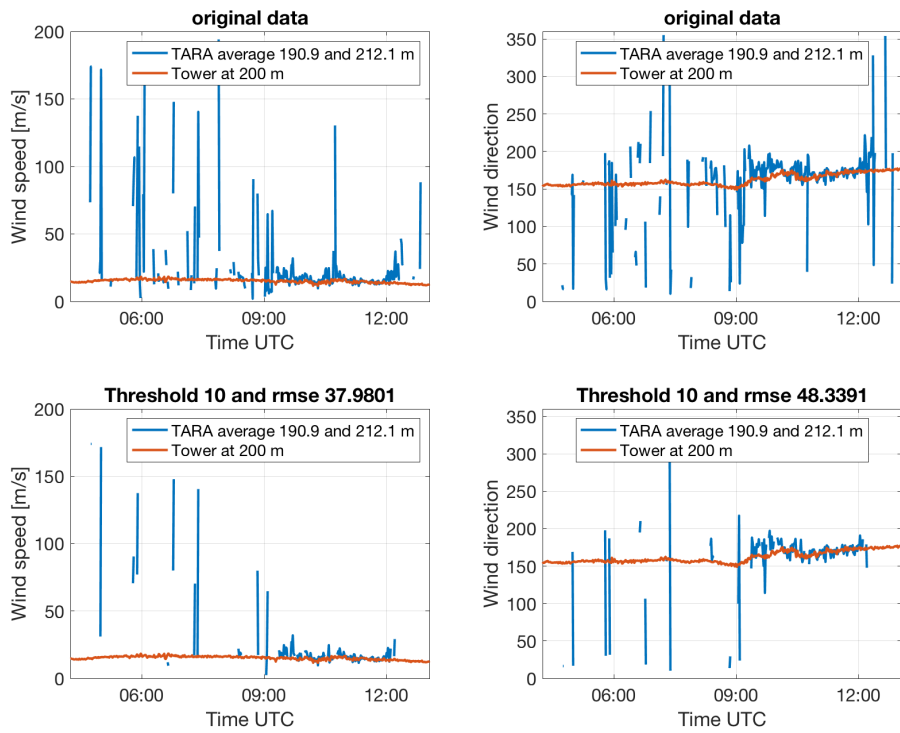 original data
200
150
100
50
0
Wind speed [m/s]
TARA average 190.9 and 212.1 m
Tower at 200 m
06:00 09:00 12:00
Time UTC
original data
350
300
250
200
150
100
50
0
Wind direction
TARA average 190.9 and 212.1 m
Tower at 200 m
06:00 09:00 12:00
Time UTC
Threshold 10 and rmse 37.9801
200
150
100
50
0
Wind speed [m/s]
TARA average 190.9 and 212.1 m
Tower at 200 m
06:00 09:00 12:00
Time UTC
Threshold 10 and rmse 48.3391
350
300
250
200
150
100
50
0
Wind direction
TARA average 190.9 and 212.1 m
Tower at 200 m
06:00 09:00 12:00
Time UTC